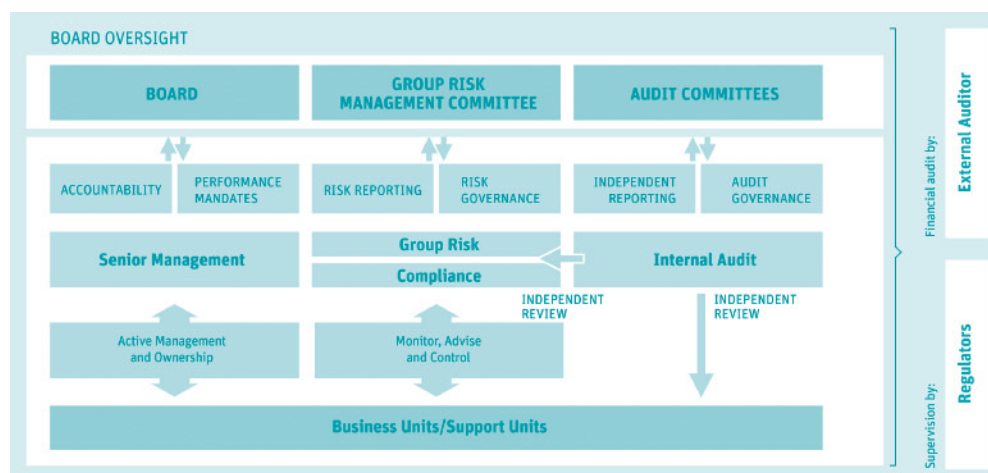 BOARD OVERSIGHT
BOARD
GROUP RISK
MANAGEMENT COMMITTEE
AUDIT COMMITTEES
ACCOUNTABILITY
PERFORMANCE
MANDATES
RISK REPORTING
RISK
GOVERNANCE
INDEPENDENT
REPORTING
AUDIT
GOVERNANCE
Senior Management
Group Risk
Compliance
Internal Audit
INDEPENDENT
REVIEW
INDEPENDENT
REVIEW
Active Management
and Ownership
Monitor, Advise
and Control
Business Units/Support Units
Financial audit by:
External Auditor
Supervision by:
Regulators